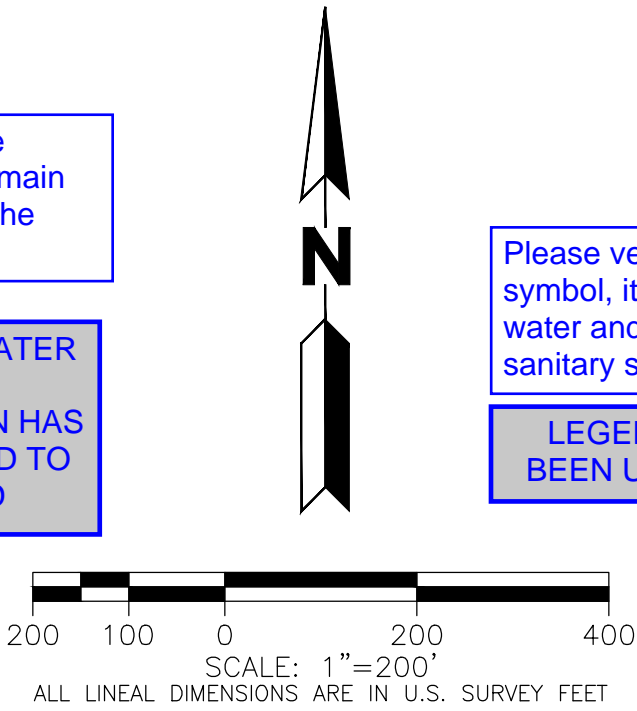 e
main
he
N
Please ve
symbol, it
water and
sanitary s
ATER
N HAS
D TO
D
LEGE
BEEN U
200 100 0 200 400
SCALE: 1"=200'
ALL LINEAL DIMENSIONS ARE IN U.S. SURVEY FEET